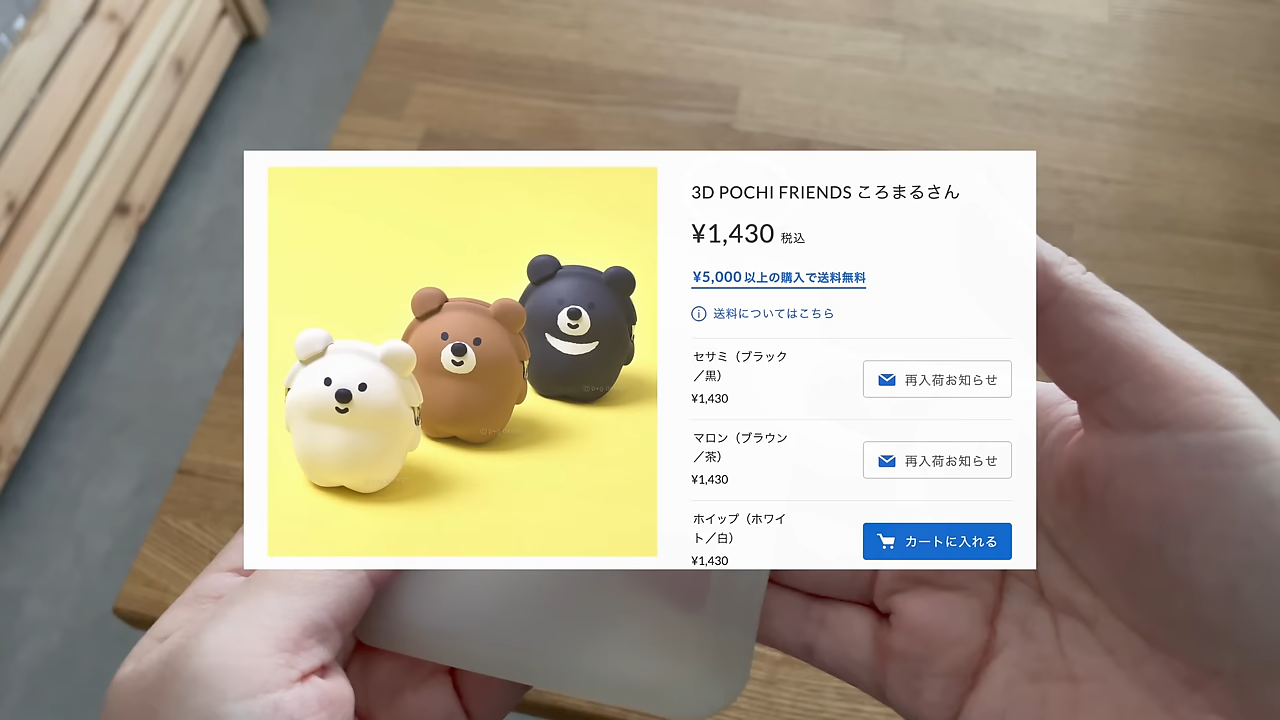 3D POCHI FRIENDS ころまるさん
¥1,430 税込
¥5,000以上の購入で送料無料
送料についてはこちら
セサミ（ブラック
／黒）
¥1,430
再入荷お知らせ
マロン（ブラウン
／茶）
¥1,430
再入荷お知らせ
ホイップ（ホワイ
ト／白）
¥1,430
カートに入れる